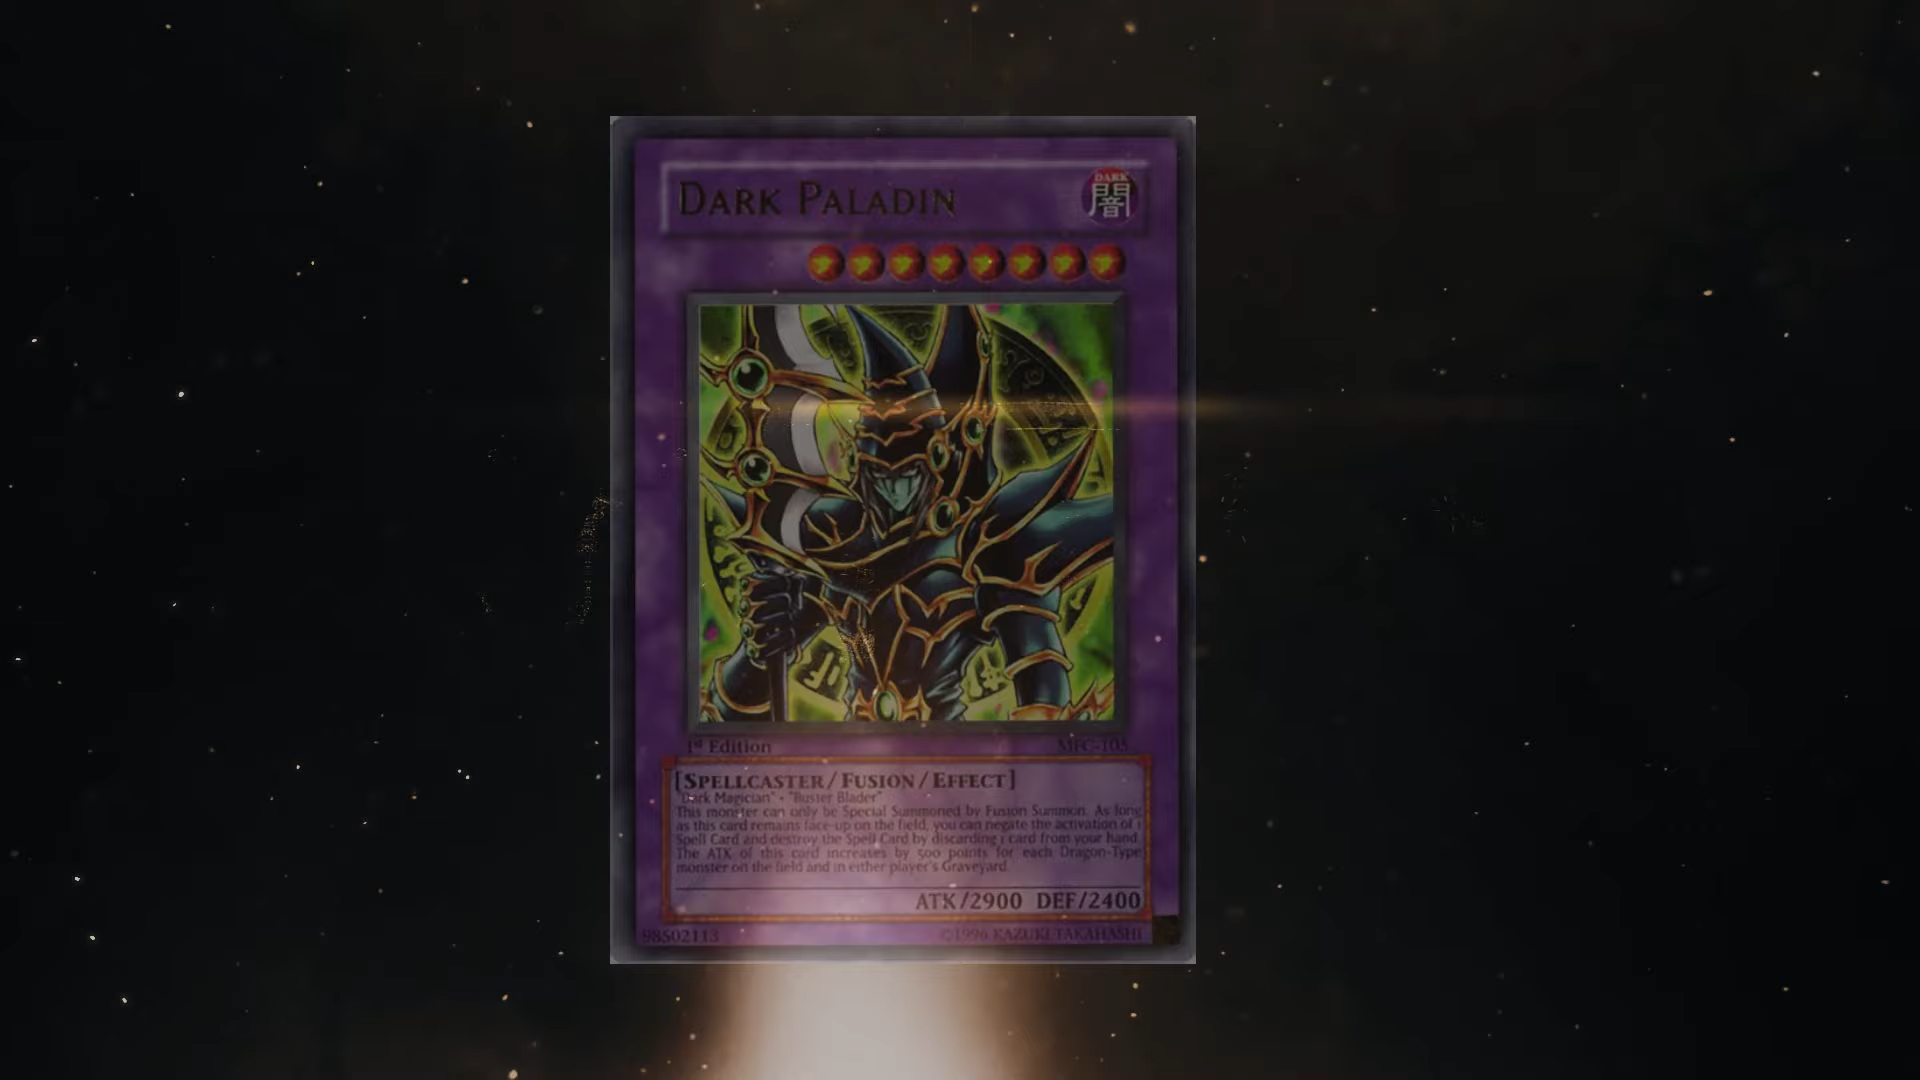 DARK PALADIN
DARK
闇
1st Edition
MFC-105
[SPELLCASTER/FUSION/EFFECT]
"Dark Magician" + "Buster Blader"
This monster can only be Special Summoned by Fusion Summon. As long
as this card remains face-up on the field, you can negate the activation of 1
Spell Card and destroy the Spell Card by discarding 1 card from your hand.
The ATK of this card increases by 500 points for each Dragon-Type
monster on the field and in either player's Graveyard.
ATK/2900 DEF/2400
98502113
©1996 KAZUKI TAKAHASHI